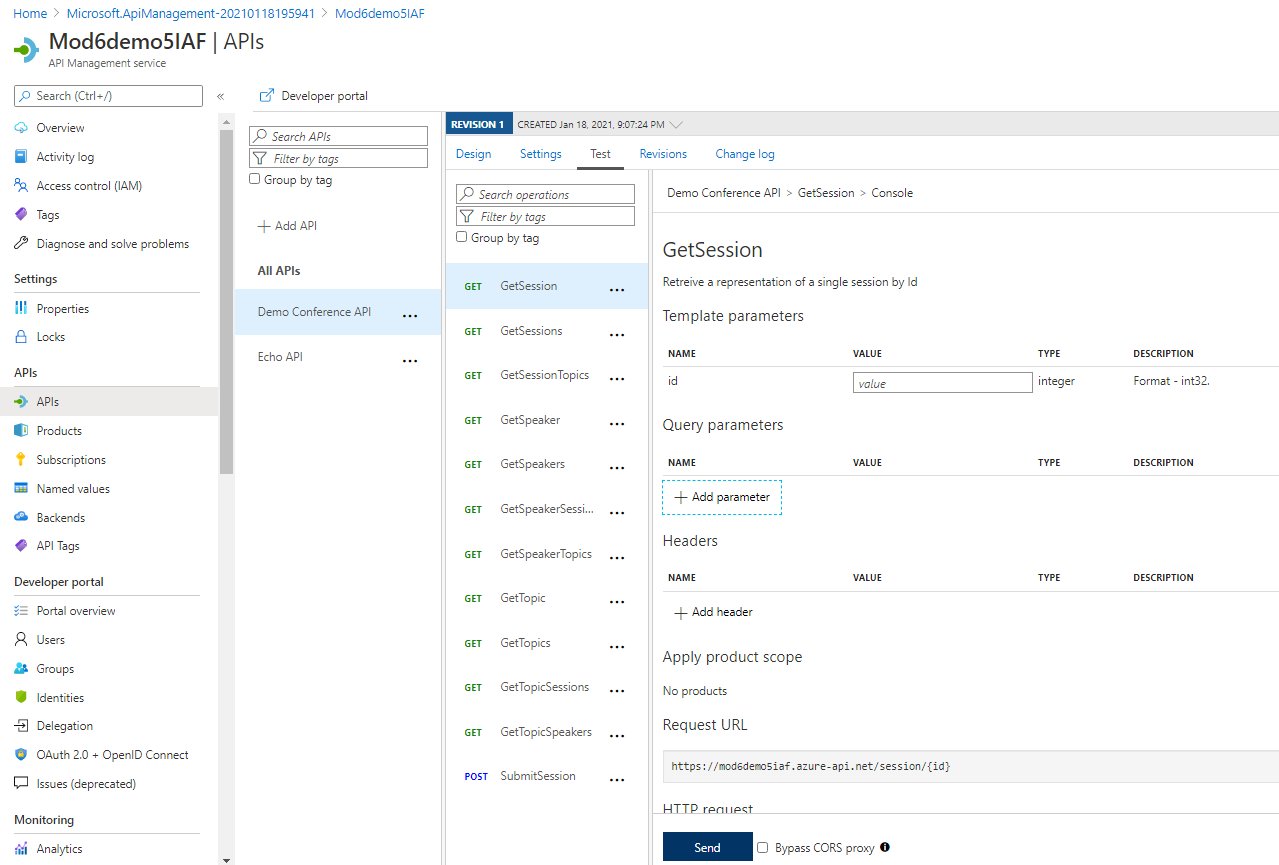 Home > Microsoft.ApiManagement-20210118195941 > Mod6demo5IAF
Mod6demo5IAF | APIs
API Management service
Search (Ctrl+/)
«
Overview
Activity log
Access control (IAM)
Tags
Diagnose and solve problems
Settings
Properties
Locks
APIs
APIs
Products
Subscriptions
Named values
Backends
API Tags
Developer portal
Portal overview
Users
Groups
Identities
Delegation
OAuth 2.0 + OpenID Connect
Issues (deprecated)
Monitoring
Analytics
Developer portal
Search APIs
Filter by tags
Group by tag
+ Add API
All APIs
Demo Conference API ...
Echo API ...
REVISION 1 CREATED Jan 18, 2021, 9:07:24 PM
Design Settings Test Revisions Change log
Search operations
Filter by tags
Group by tag
GET GetSession ...
GET GetSessions ...
GET GetSessionTopics ...
GET GetSpeaker ...
GET GetSpeakers ...
GET GetSpeakerSessi... ...
GET GetSpeakerTopics ...
GET GetTopic ...
GET GetTopics ...
GET GetTopicSessions ...
GET GetTopicSpeakers ...
POST SubmitSession ...
Demo Conference API > GetSession > Console
GetSession
Retreive a representation of a single session by Id
Template parameters
NAME VALUE TYPE DESCRIPTION
id value integer Format - int32.
Query parameters
NAME VALUE TYPE DESCRIPTION
+ Add parameter
Headers
NAME VALUE TYPE DESCRIPTION
+ Add header
Apply product scope
No products
Request URL
https://mod6demo5iaf.azure-api.net/session/{id}
HTTP request
Send Bypass CORS proxy